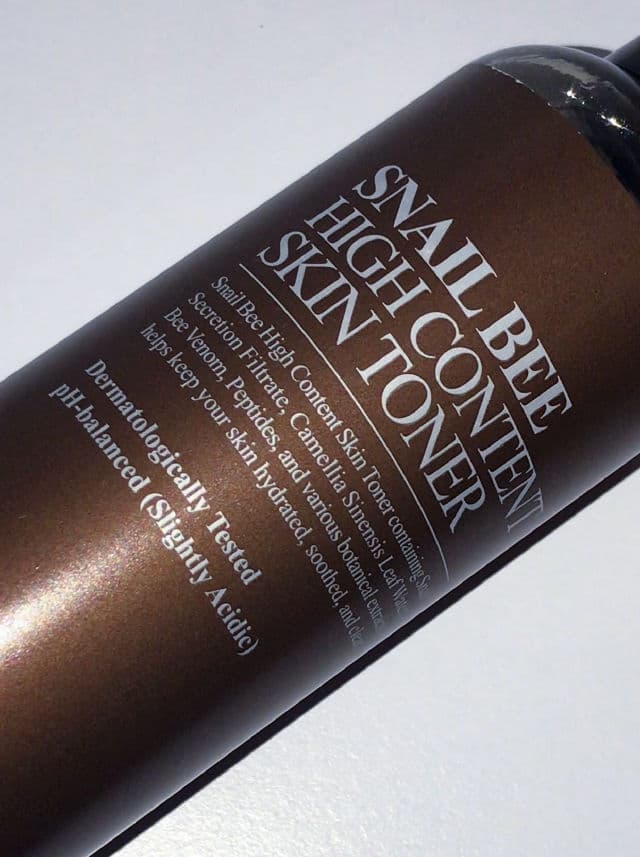 SNAIL BEE
HIGH CONTENT
SKIN TONER
Snail Bee High Content Skin Toner containing
Secretion Filtrate, Camellia Sinensis Leaf
Bee Venom, Peptides, and various botanical
helps keep your skin hydrated, soothed, and
Dermatologically Tested
pH-balanced (Slightly Acidic)